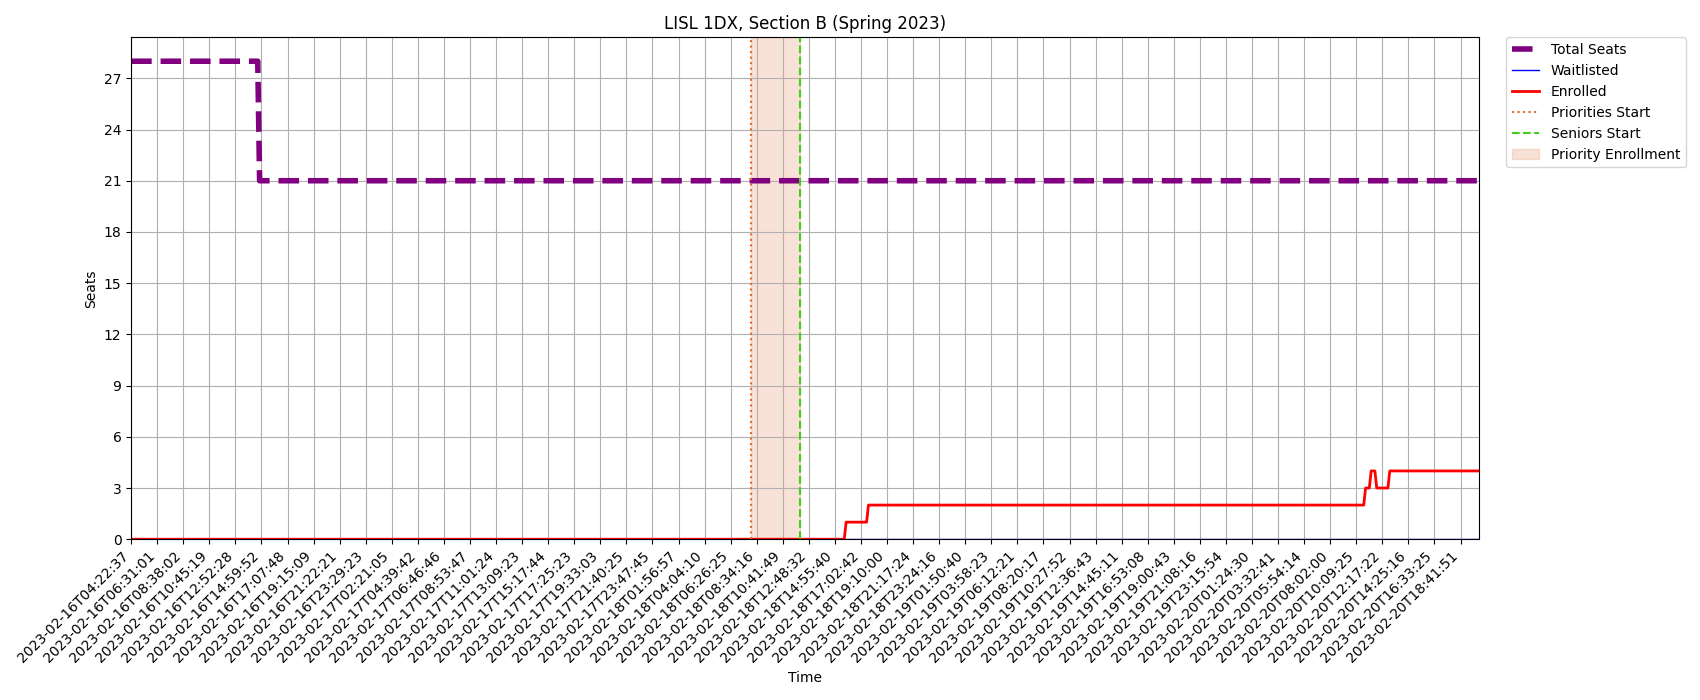 LISL 1DX, Section B (Spring 2023)
Total Seats
Waitlisted
Enrolled
Priorities Start
Seniors Start
Priority Enrollment
Seats
27
24
21
18
15
12
9
6
3
0
2023-02-16T04:22:37
2023-02-16T06:31:01
2023-02-16T08:38:02
2023-02-16T10:45:19
2023-02-16T12:52:28
2023-02-16T14:59:52
2023-02-16T17:07:48
2023-02-16T19:15:09
2023-02-16T21:22:21
2023-02-16T23:29:23
2023-02-17T02:21:05
2023-02-17T04:39:42
2023-02-17T06:46:46
2023-02-17T08:53:47
2023-02-17T11:01:24
2023-02-17T13:09:23
2023-02-17T15:17:44
2023-02-17T17:25:23
2023-02-17T19:33:03
2023-02-17T21:40:25
2023-02-17T23:47:45
2023-02-18T01:56:57
2023-02-18T04:04:10
2023-02-18T06:26:25
2023-02-18T08:34:16
2023-02-18T10:41:49
2023-02-18T12:48:32
2023-02-18T14:55:40
2023-02-18T17:02:42
2023-02-18T19:10:00
2023-02-18T21:17:24
2023-02-18T23:24:16
2023-02-19T01:50:40
2023-02-19T03:58:23
2023-02-19T06:12:21
2023-02-19T08:20:17
2023-02-19T10:27:52
2023-02-19T12:36:43
2023-02-19T14:45:11
2023-02-19T16:53:08
2023-02-19T19:00:43
2023-02-19T21:08:16
2023-02-19T23:15:54
2023-02-20T01:24:30
2023-02-20T03:32:41
2023-02-20T05:54:14
2023-02-20T08:02:00
2023-02-20T10:09:25
2023-02-20T12:17:22
2023-02-20T14:25:16
2023-02-20T16:33:25
2023-02-20T18:41:51
Time